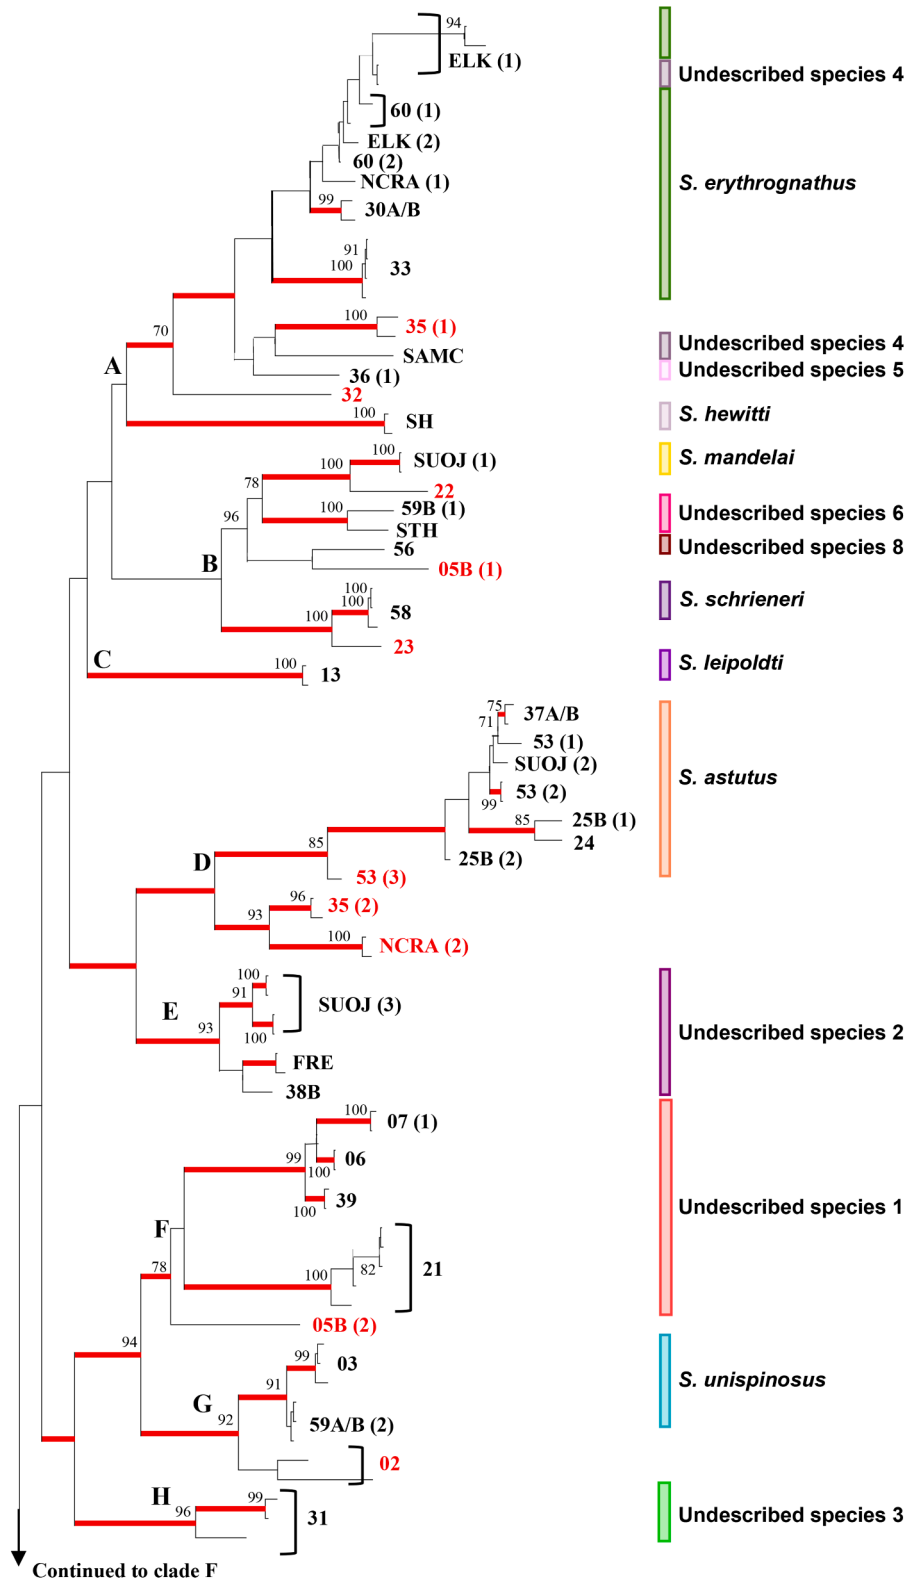 94
ELK (1)
Undescribed species 4
60 (1)
ELK (2)
60 (2)
NCRA (1)
S. erythrognathus
99
30A/B
91
100
33
100
35 (1)
70
Undescribed species 4
SAMC
A
36 (1)
Undescribed species 5
32
100
SH
S. hewitti
100
SUOJ (1)
S. mandelai
100
78
22
96
100
59B (1)
Undescribed species 6
STH
56
Undescribed species 8
B
05B (1)
100
100
58
S. schrieneri
100
23
C
100
13
S. leipoldti
75
37A/B
71
53 (1)
SUOJ (2)
S. astutus
53 (2)
99
85
25B (1)
24
85
25B (2)
D
53 (3)
96
35 (2)
93
100
NCRA (2)
100
91
SUOJ (3)
E
93
100
Undescribed species 2
FRE
38B
100
07 (1)
99
06
100
39
100
Undescribed species 1
F
78
100
82
21
05B (2)
94
99
03
91
S. unispinosus
G
92
59A/B (2)
02
H
99
96
31
Undescribed species 3
Continued to clade F